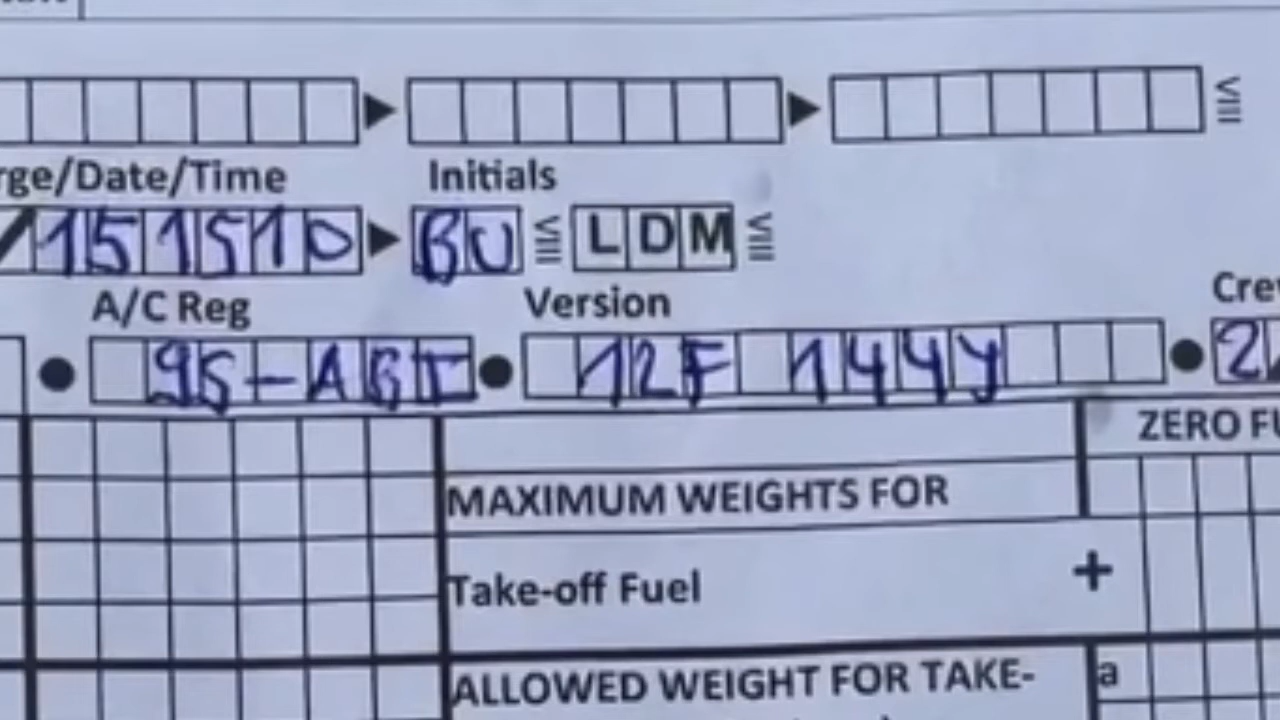 rge/Date/Time Initials
/151510 BU LDM
A/C Reg Version
9S-ABI 12F 144Y 2
MAXIMUM WEIGHTS FOR ZERO FU
Take-off Fuel +
ALLOWED WEIGHT FOR TAKE- a